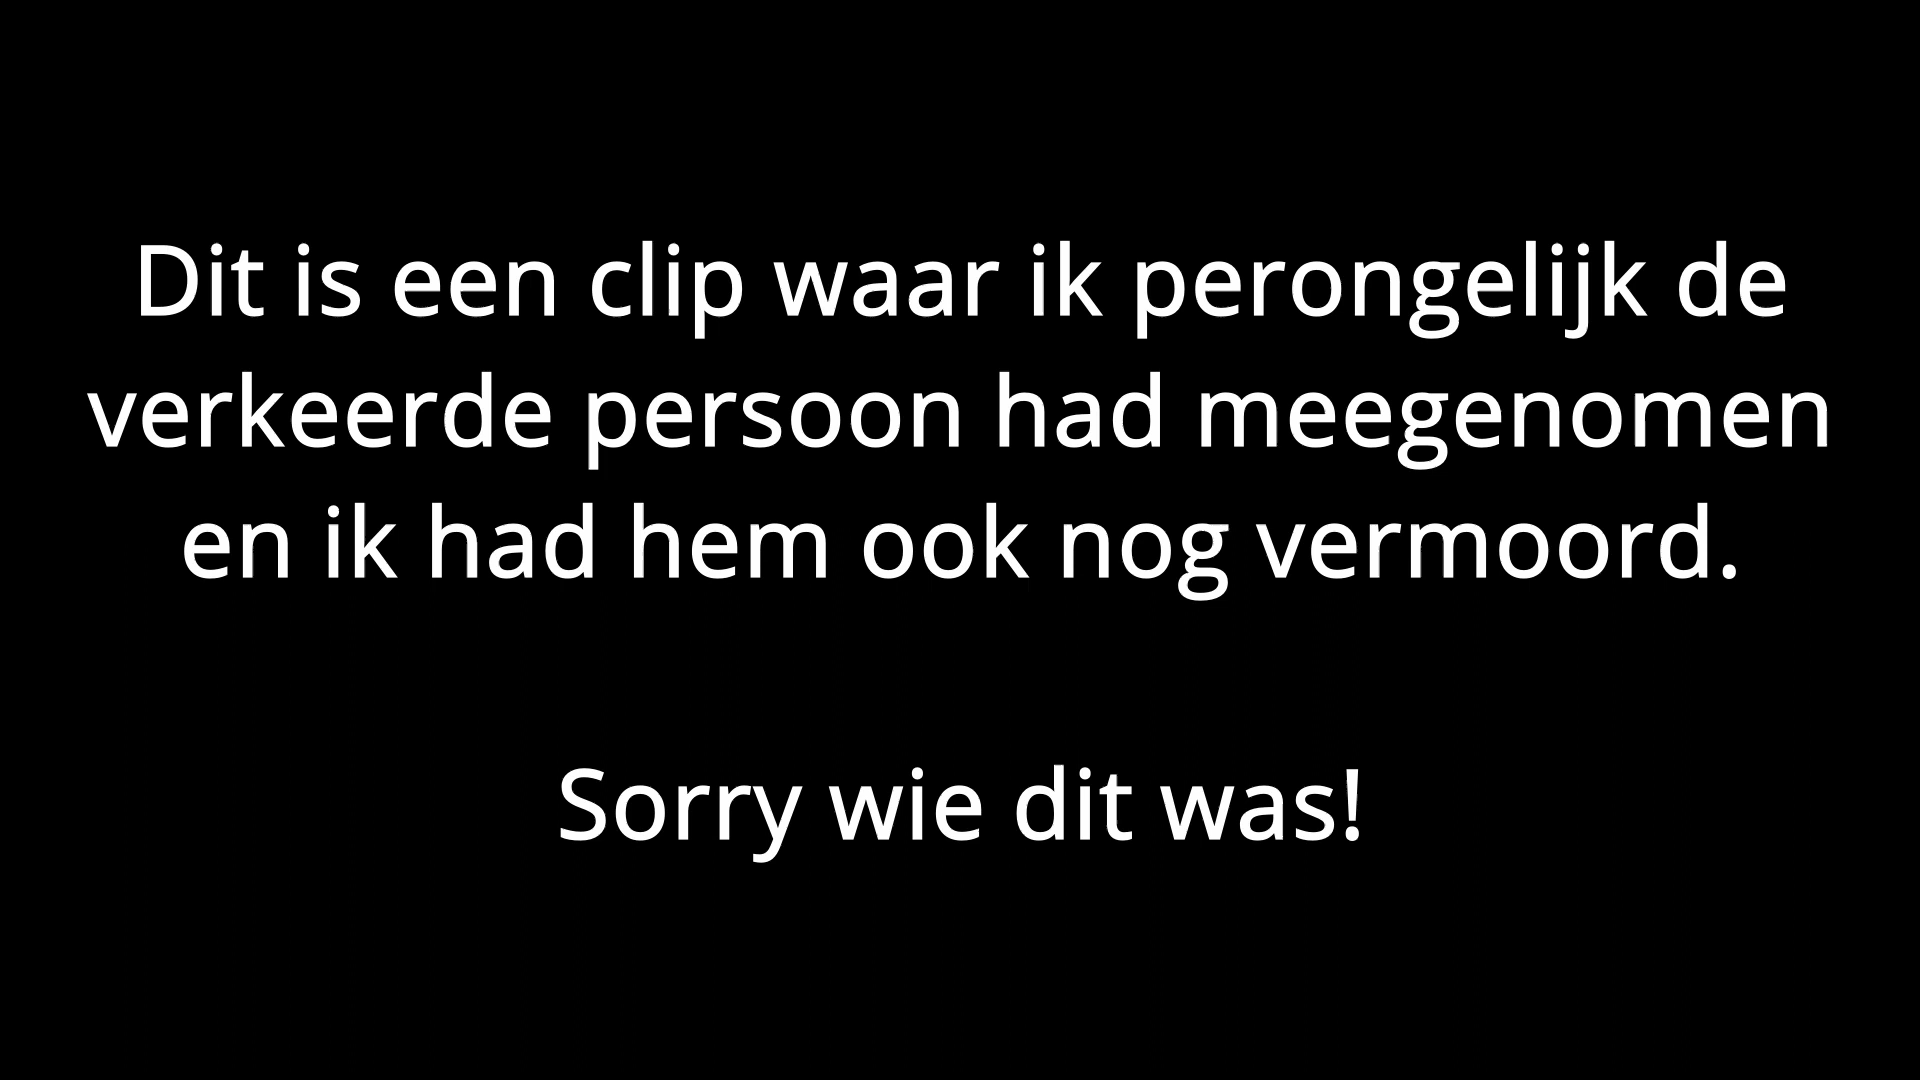 Dit is een clip waar ik perongelijk de
verkeerde persoon had meegenomen
en ik had hem ook nog vermoord.
Sorry wie dit was!